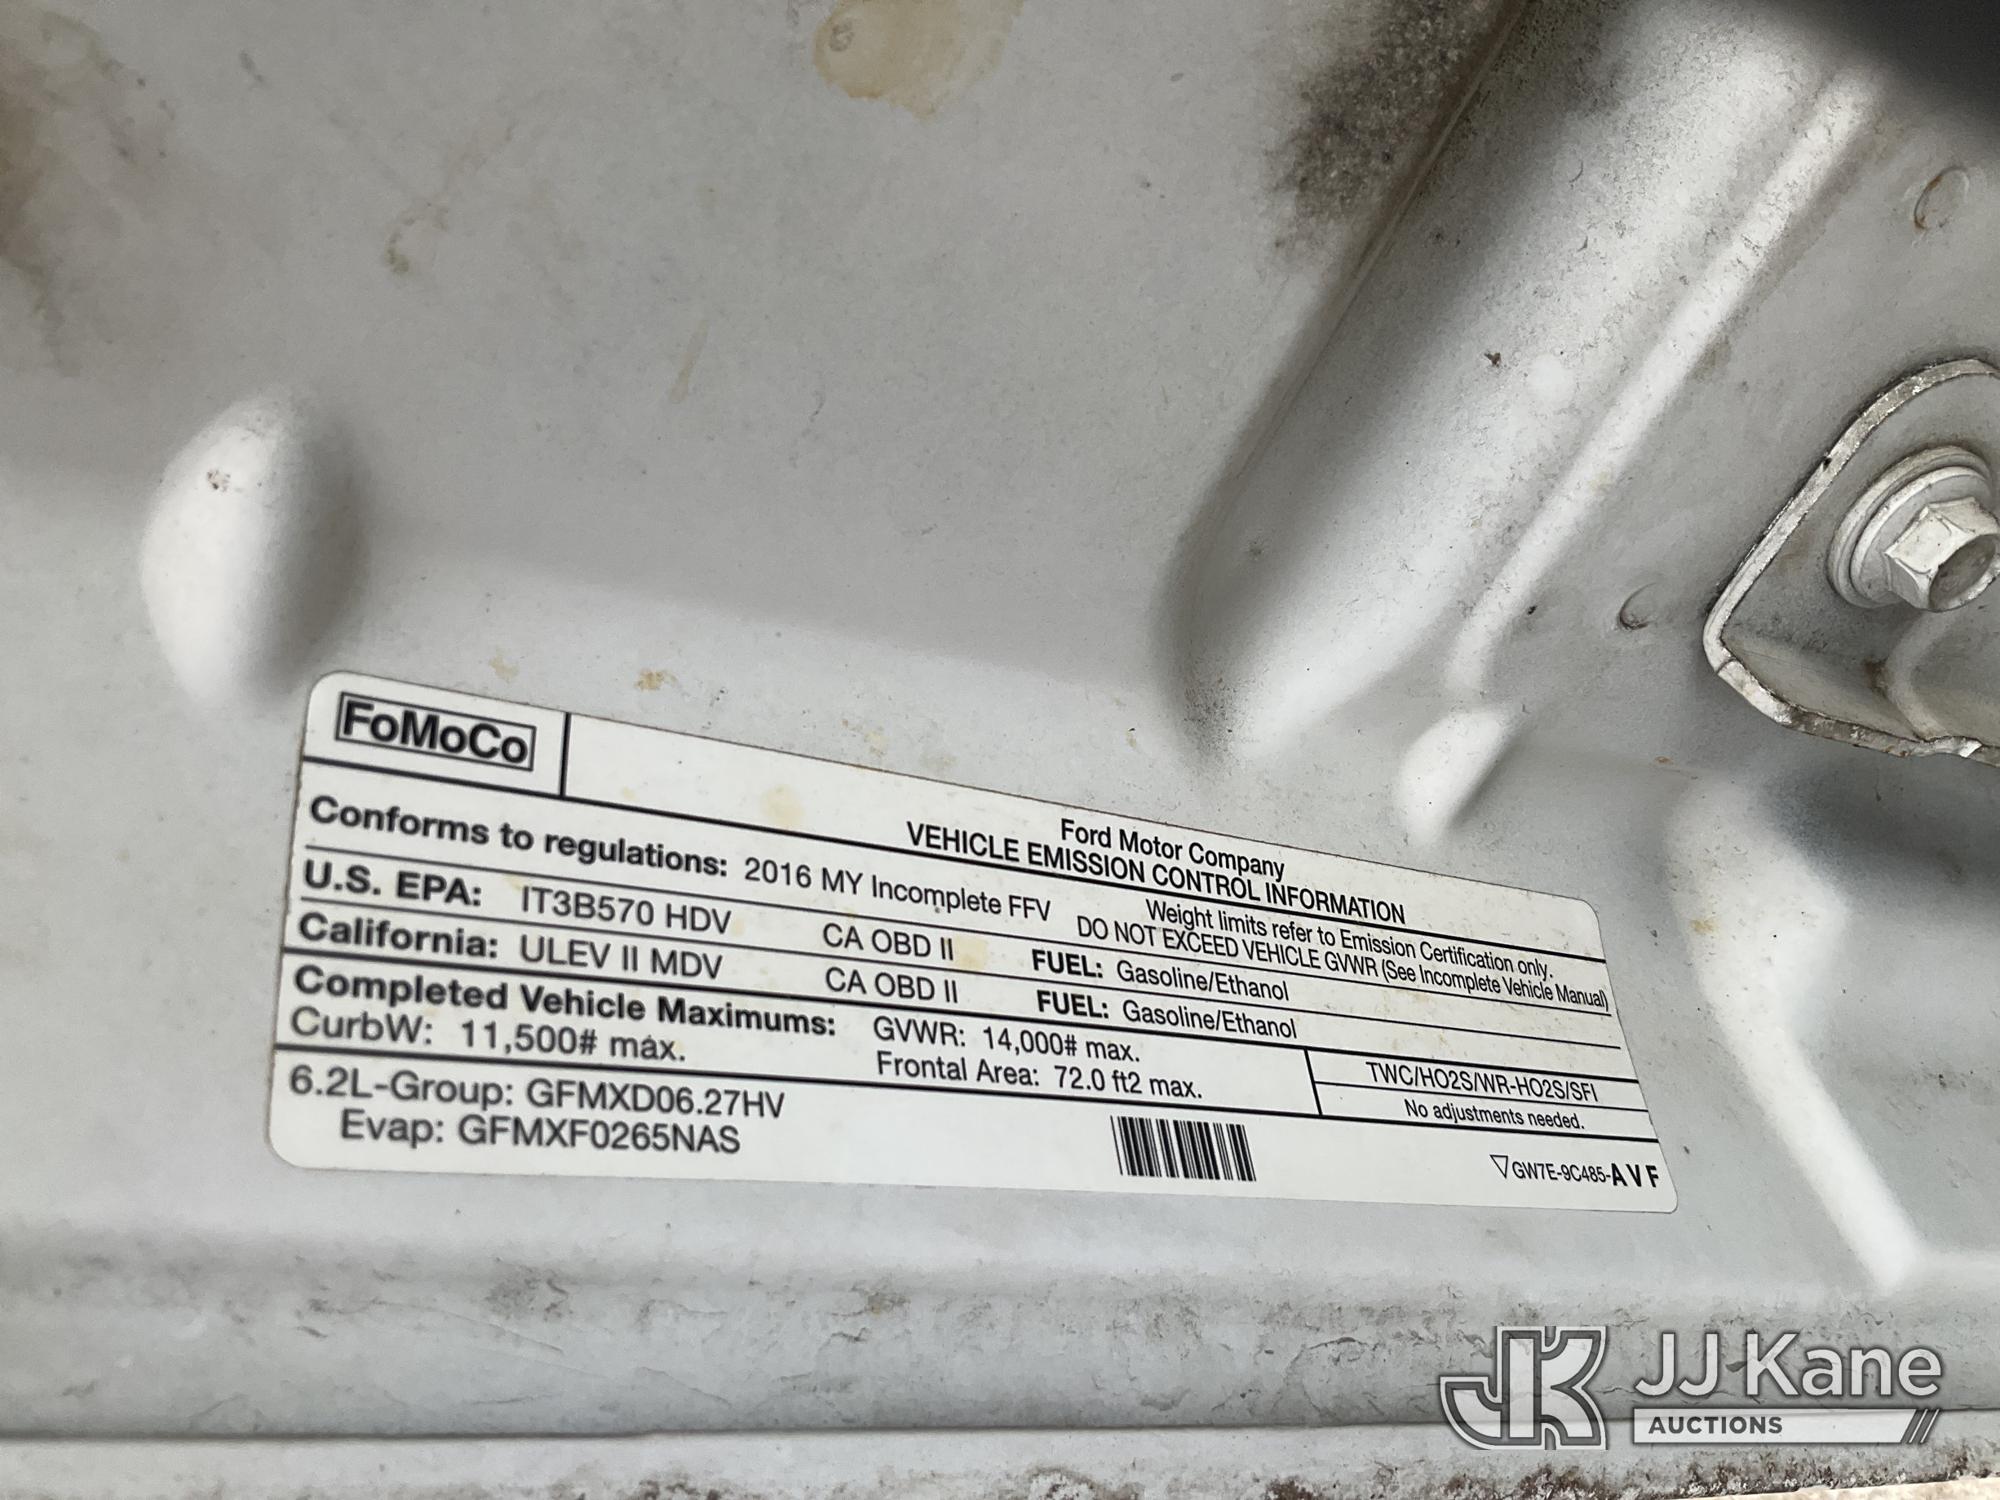 FoMoCo
Ford Motor Company
VEHICLE EMISSION CONTROL INFORMATION
Conforms to regulations: 2016 MY Incomplete FFV
Weight limits refer to Emission Certification only.
DO NOT EXCEED VEHICLE GVWR (See Incomplete Vehicle Manual)
U.S. EPA: IT3B570 HDV CA OBD II FUEL: Gasoline/Ethanol
California: ULEV II MDV CA OBD II FUEL: Gasoline/Ethanol
Completed Vehicle Maximums: GVWR: 14,000# max.
CurbW: 11,500# max. Frontal Area: 72.0 ft2 max.
TWC/HO2S/WR-HO2S/SFI
No adjustments needed.
6.2L-Group: GFMXD06.27HV
Evap: GFMXF0265NAS
GW7E-9C485-AVF
JK JJ Kane
AUCTIONS